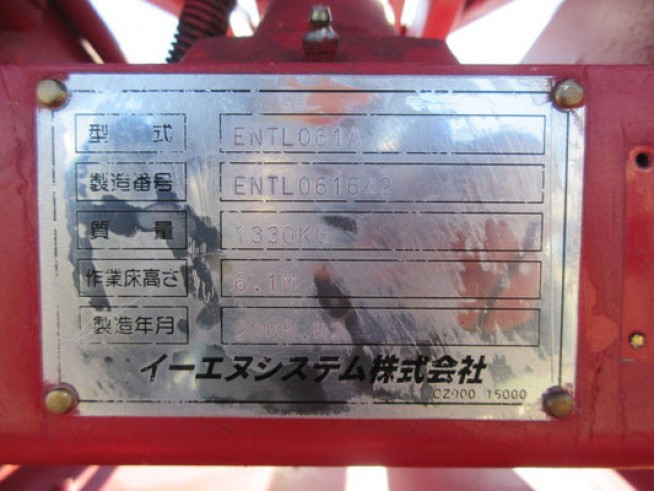 型 式 ENTL061A
製造番号
質 量 1330KG
作業床高さ 6.1M
製造年月
イーエヌシステム株式会社
CZ900 15000